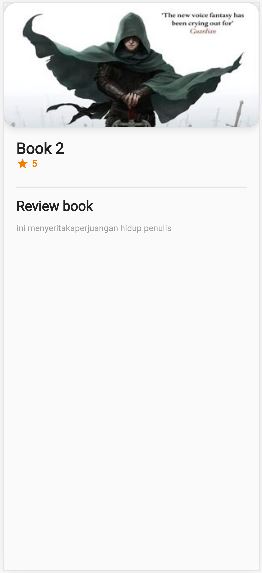 'The new voice fantasy has
been crying out for'
Guardian
Book 2
5
Review book
ini menyeritakaperjuangan hidup penulis